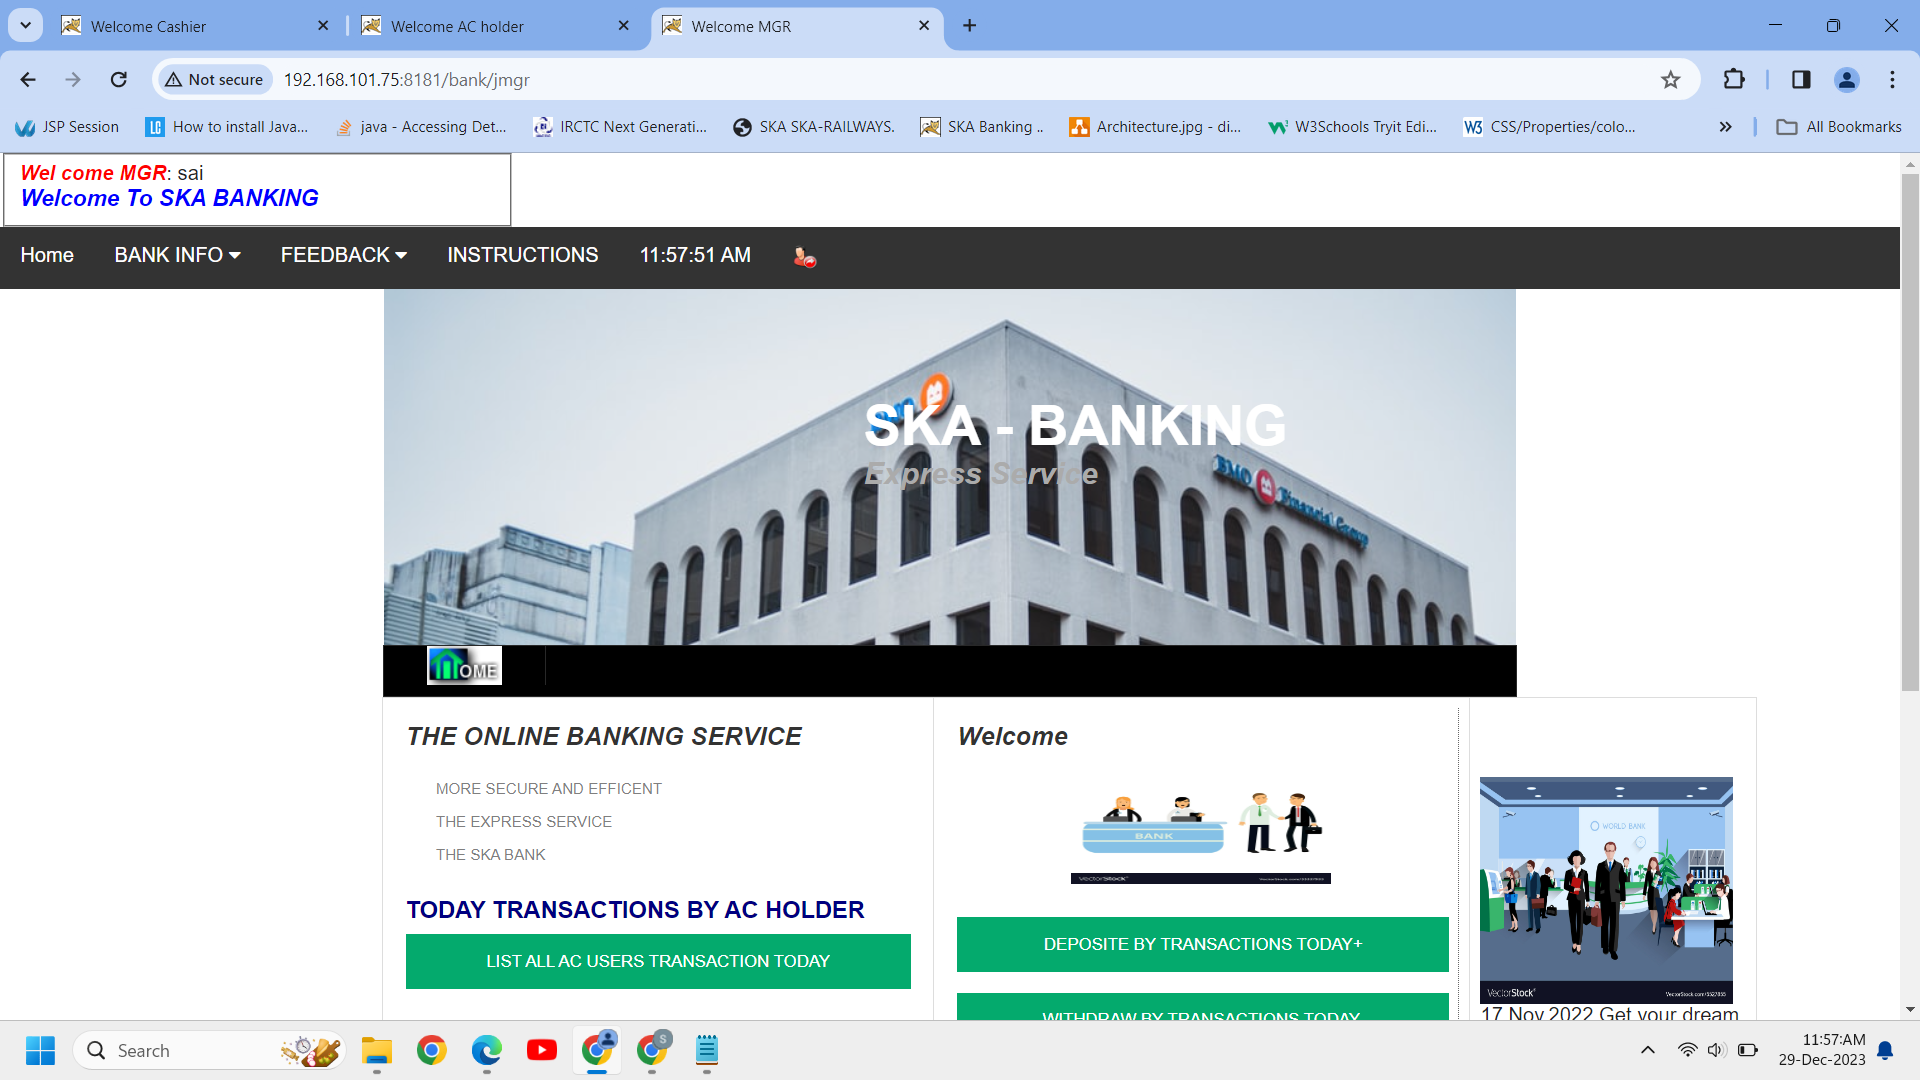 Welcome Cashier
Welcome AC holder
Welcome MGR
Not secure
192.168.101.75:8181/bank/jmgr
JSP Session
How to install Java...
java - Accessing Det...
IRCTC Next Generati...
SKA SKA-RAILWAYS.
SKA Banking ..
Architecture.jpg - di...
W3Schools Tryit Edi...
CSS/Properties/colo...
All Bookmarks
Wel come MGR: sai
Welcome To SKA BANKING
Home
BANK INFO
FEEDBACK
INSTRUCTIONS
11:57:51 AM
SKA - BANKING
Express Service
BMO Financial Group
OME
THE ONLINE BANKING SERVICE
MORE SECURE AND EFFICENT
THE EXPRESS SERVICE
THE SKA BANK
TODAY TRANSACTIONS BY AC HOLDER
LIST ALL AC USERS TRANSACTION TODAY
Welcome
BANK
VectorStock
DEPOSITE BY TRANSACTIONS TODAY+
WITHDRAW BY TRANSACTIONS TODAY
WORLD BANK
VectorStock
17 Nov 2022 Get your dream
Search
S
11:57:AM
29-Dec-2023